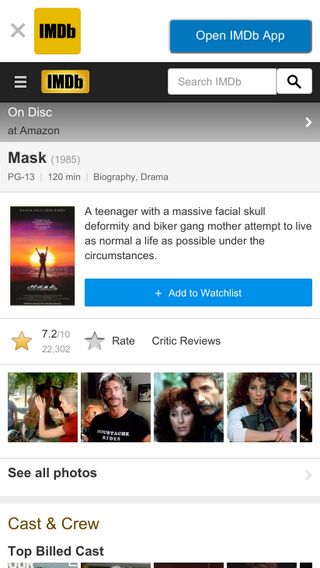 IMDb
Open IMDb App
IMDb
Search IMDb
On Disc
at Amazon
Mask (1985)
PG-13 | 120 min | Biography, Drama
A teenager with a massive facial skull
deformity and biker gang mother attempt to live
as normal a life as possible under the
circumstances.
+ Add to Watchlist
7.2/10
22,302
Rate
Critic Reviews
MOUSTACHE
RIDES
See all photos
Cast & Crew
Top Billed Cast